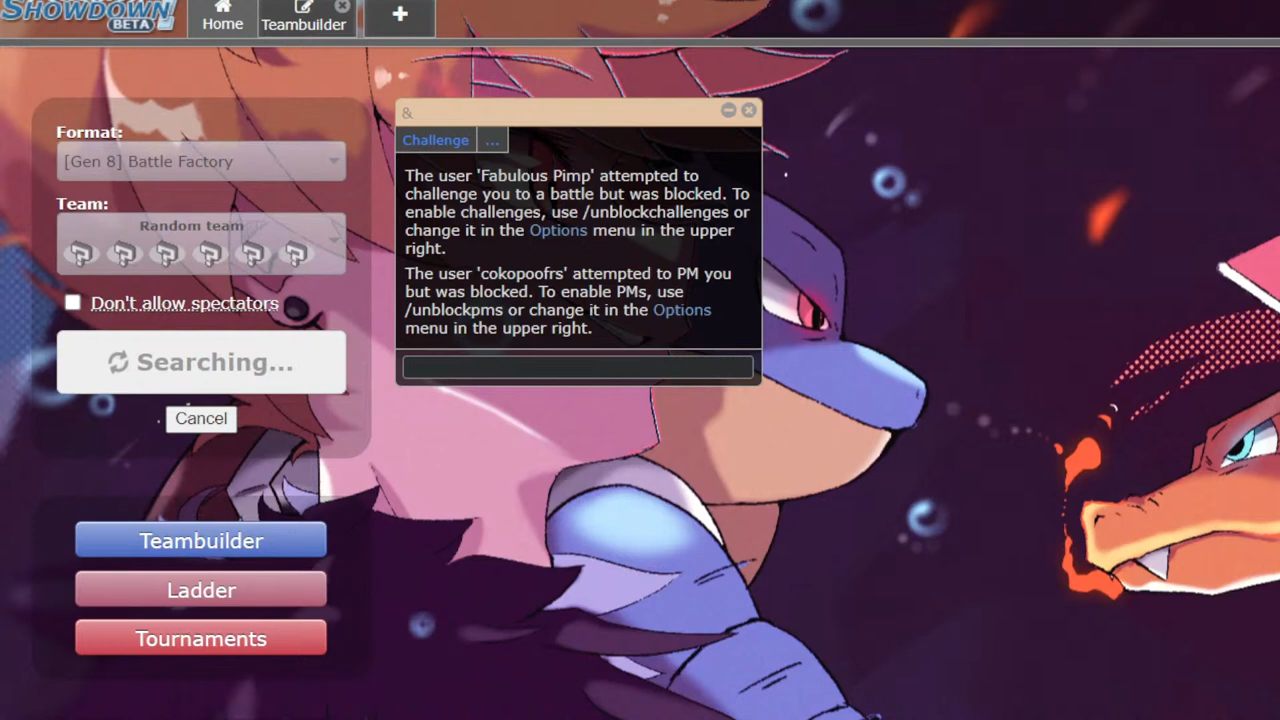 SHOWDOWN
BETA
Home
Teambuilder
Format:
[Gen 8] Battle Factory
Team:
Random team
Don't allow spectators
Searching...
Cancel
Teambuilder
Ladder
Tournaments
&
Challenge
...
The user 'Fabulous Pimp' attempted to
challenge you to a battle but was blocked. To
enable challenges, use /unblockchallenges or
change it in the Options menu in the upper
right.
The user 'cokopoofrs' attempted to PM you
but was blocked. To enable PMs, use
/unblockpms or change it in the Options
menu in the upper right.